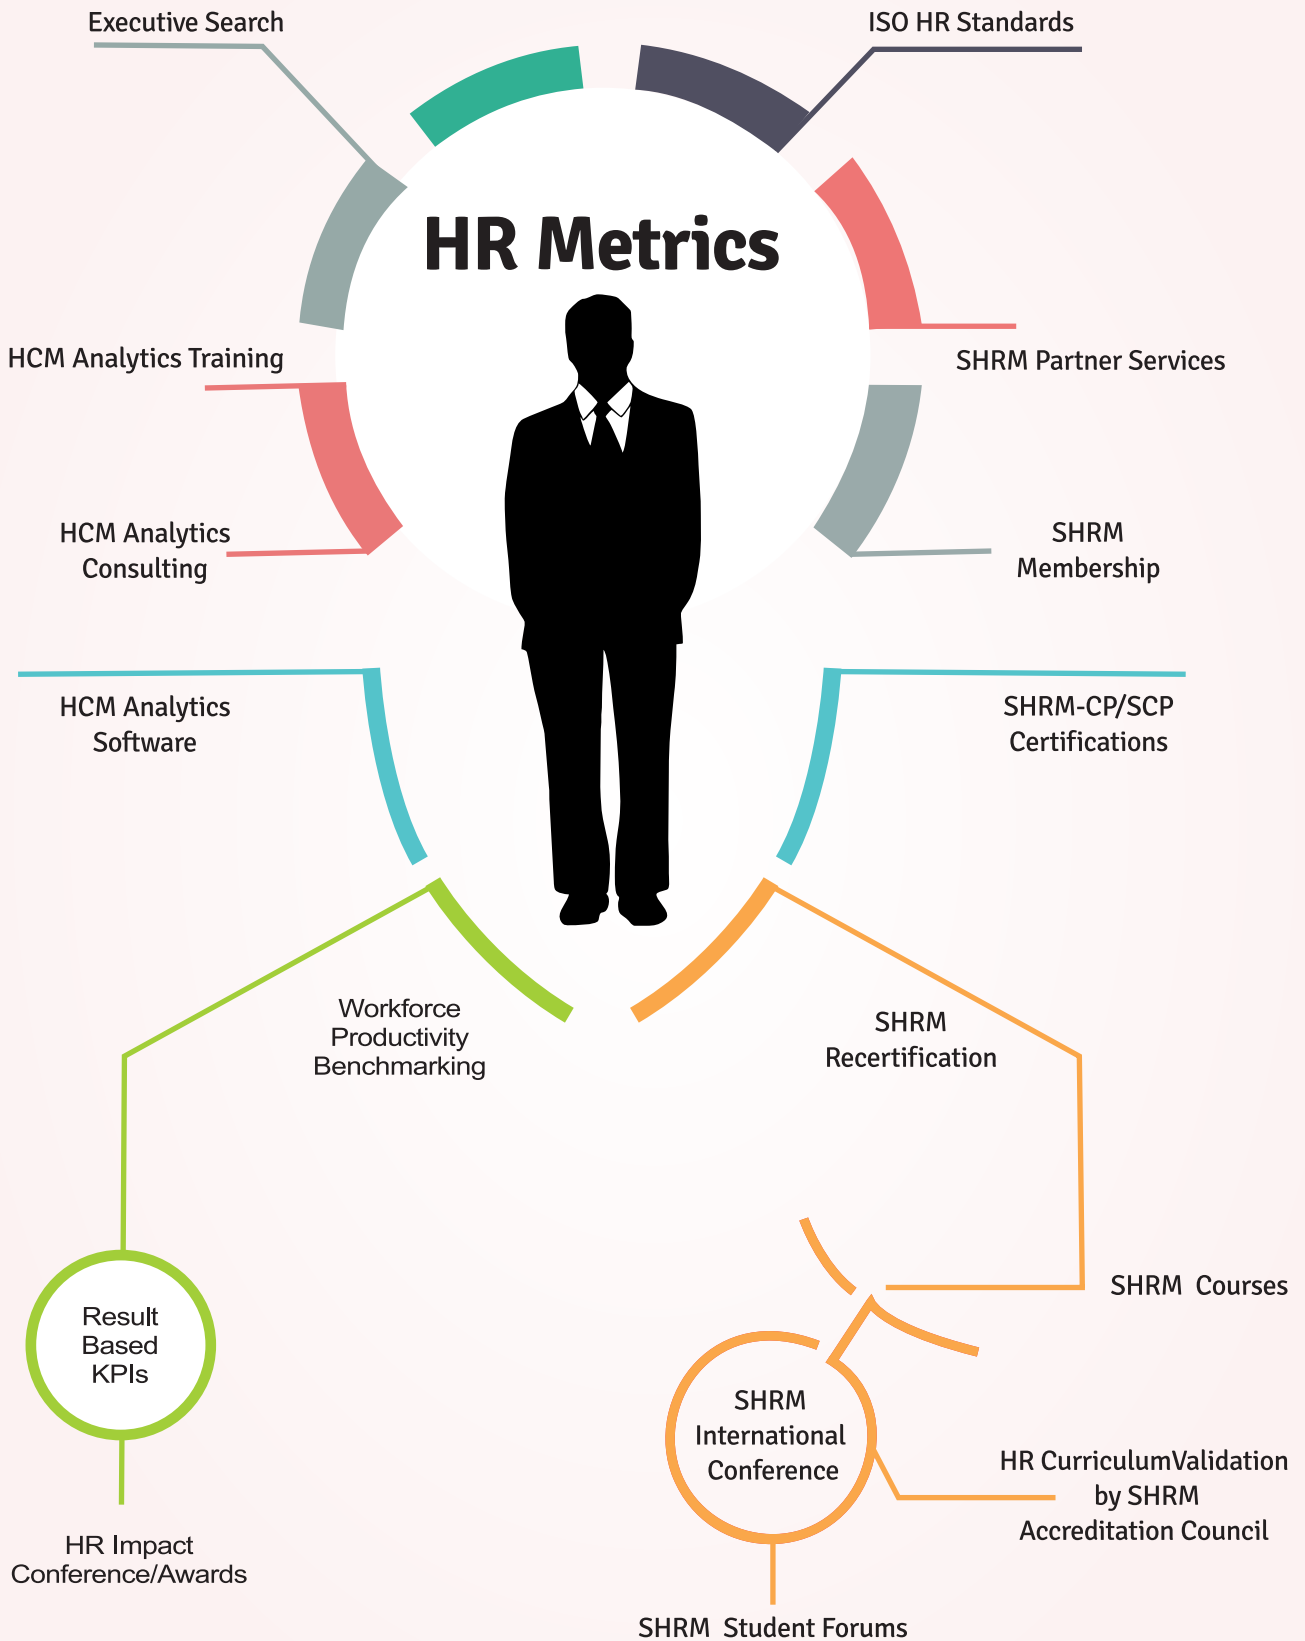 Executive Search
ISO HR Standards
HR Metrics
HCM Analytics Training
SHRM Partner Services
HCM Analytics
Consulting
SHRM
Membership
HCM Analytics
Software
SHRM-CP/SCP
Certifications
Workforce
Productivity
Benchmarking
SHRM
Recertification
SHRM Courses
Result
Based
KPIs
SHRM
International
Conference
HR CurriculumValidation
by SHRM
Accreditation Council
HR Impact
Conference/Awards
SHRM Student Forums